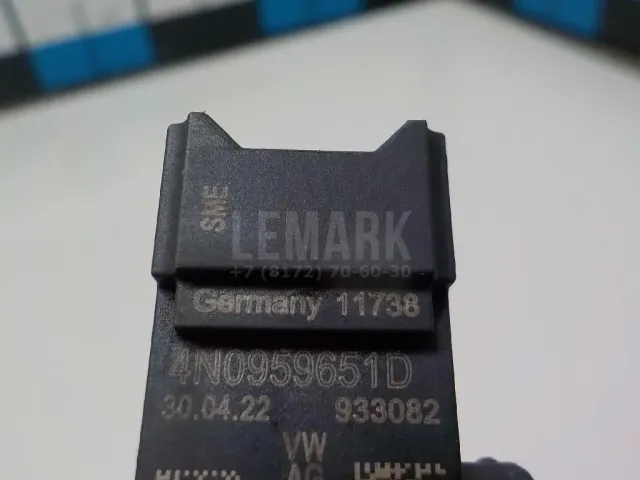 SME
LEMARK
+7 (8172) 70-60-30
Germany 11738
4N0959651D
30.04.22 933082
VW
AG